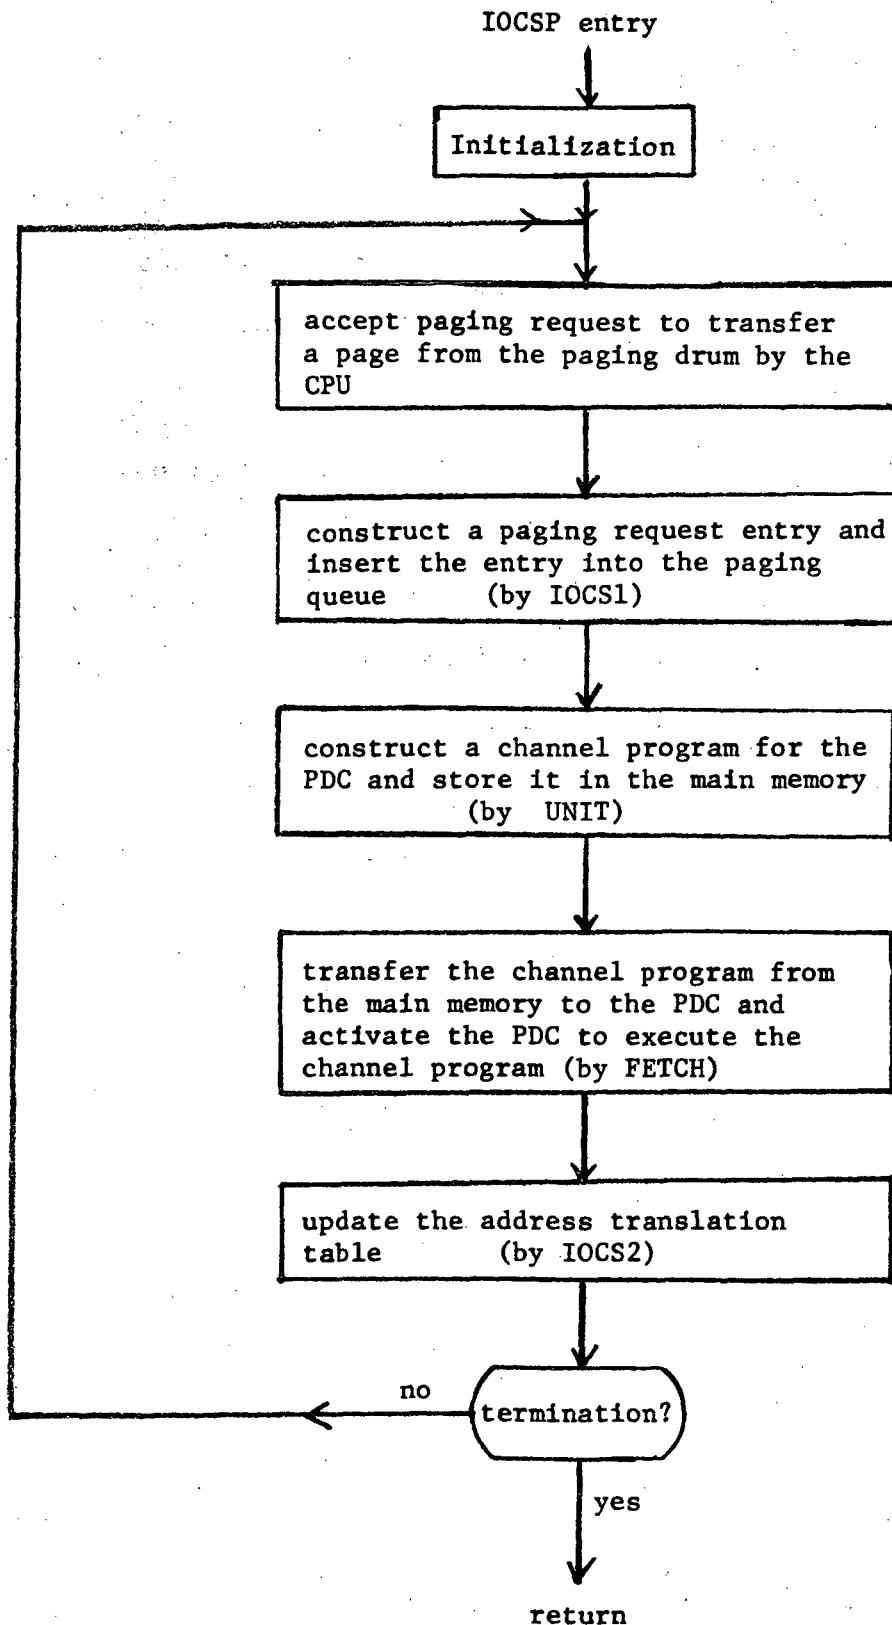 IOCSP entry
Initialization
accept paging request to transfer
a page from the paging drum by the
CPU
construct a paging request entry and
insert the entry into the paging
queue (by IOCS1)
construct a channel program for the
PDC and store it in the main memory
(by UNIT)
transfer the channel program from
the main memory to the PDC and
activate the PDC to execute the
channel program (by FETCH)
update the address translation
table (by IOCS2)
no
termination?
yes
return